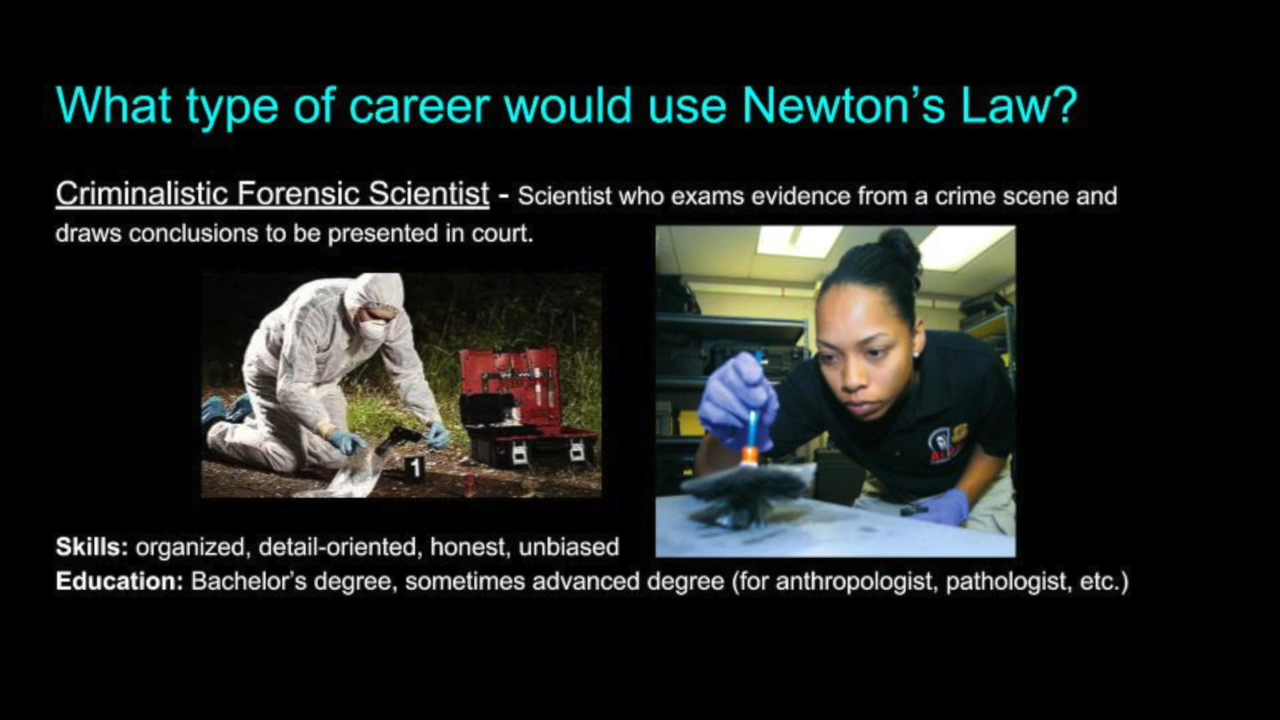 What type of career would use Newton's Law?
Criminalistic Forensic Scientist - Scientist who exams evidence from a crime scene and
draws conclusions to be presented in court.
1
Skills: organized, detail-oriented, honest, unbiased
Education: Bachelor's degree, sometimes advanced degree (for anthropologist, pathologist, etc.)